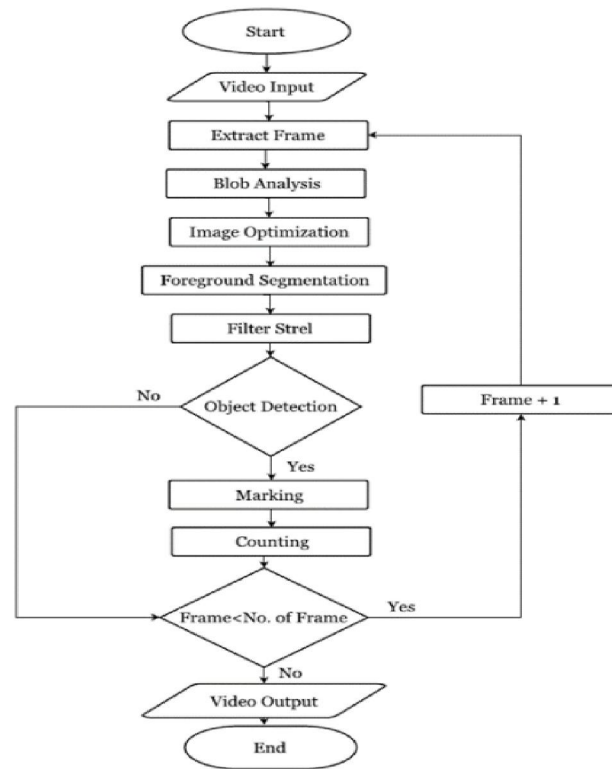 Start
Video Input
Extract Frame
Blob Analysis
Image Optimization
Foreground Segmentation
Filter Strel
No
Object Detection
Frame + 1
Yes
Marking
Counting
Frame<No. of Frame
Yes
No
Video Output
End